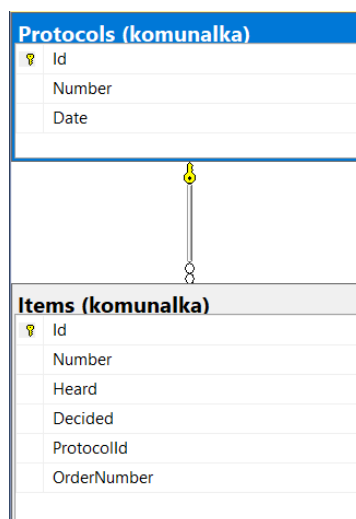 Protocols (komunalka)
Id
Number
Date
Items (komunalka)
Id
Number
Heard
Decided
ProtocolId
OrderNumber